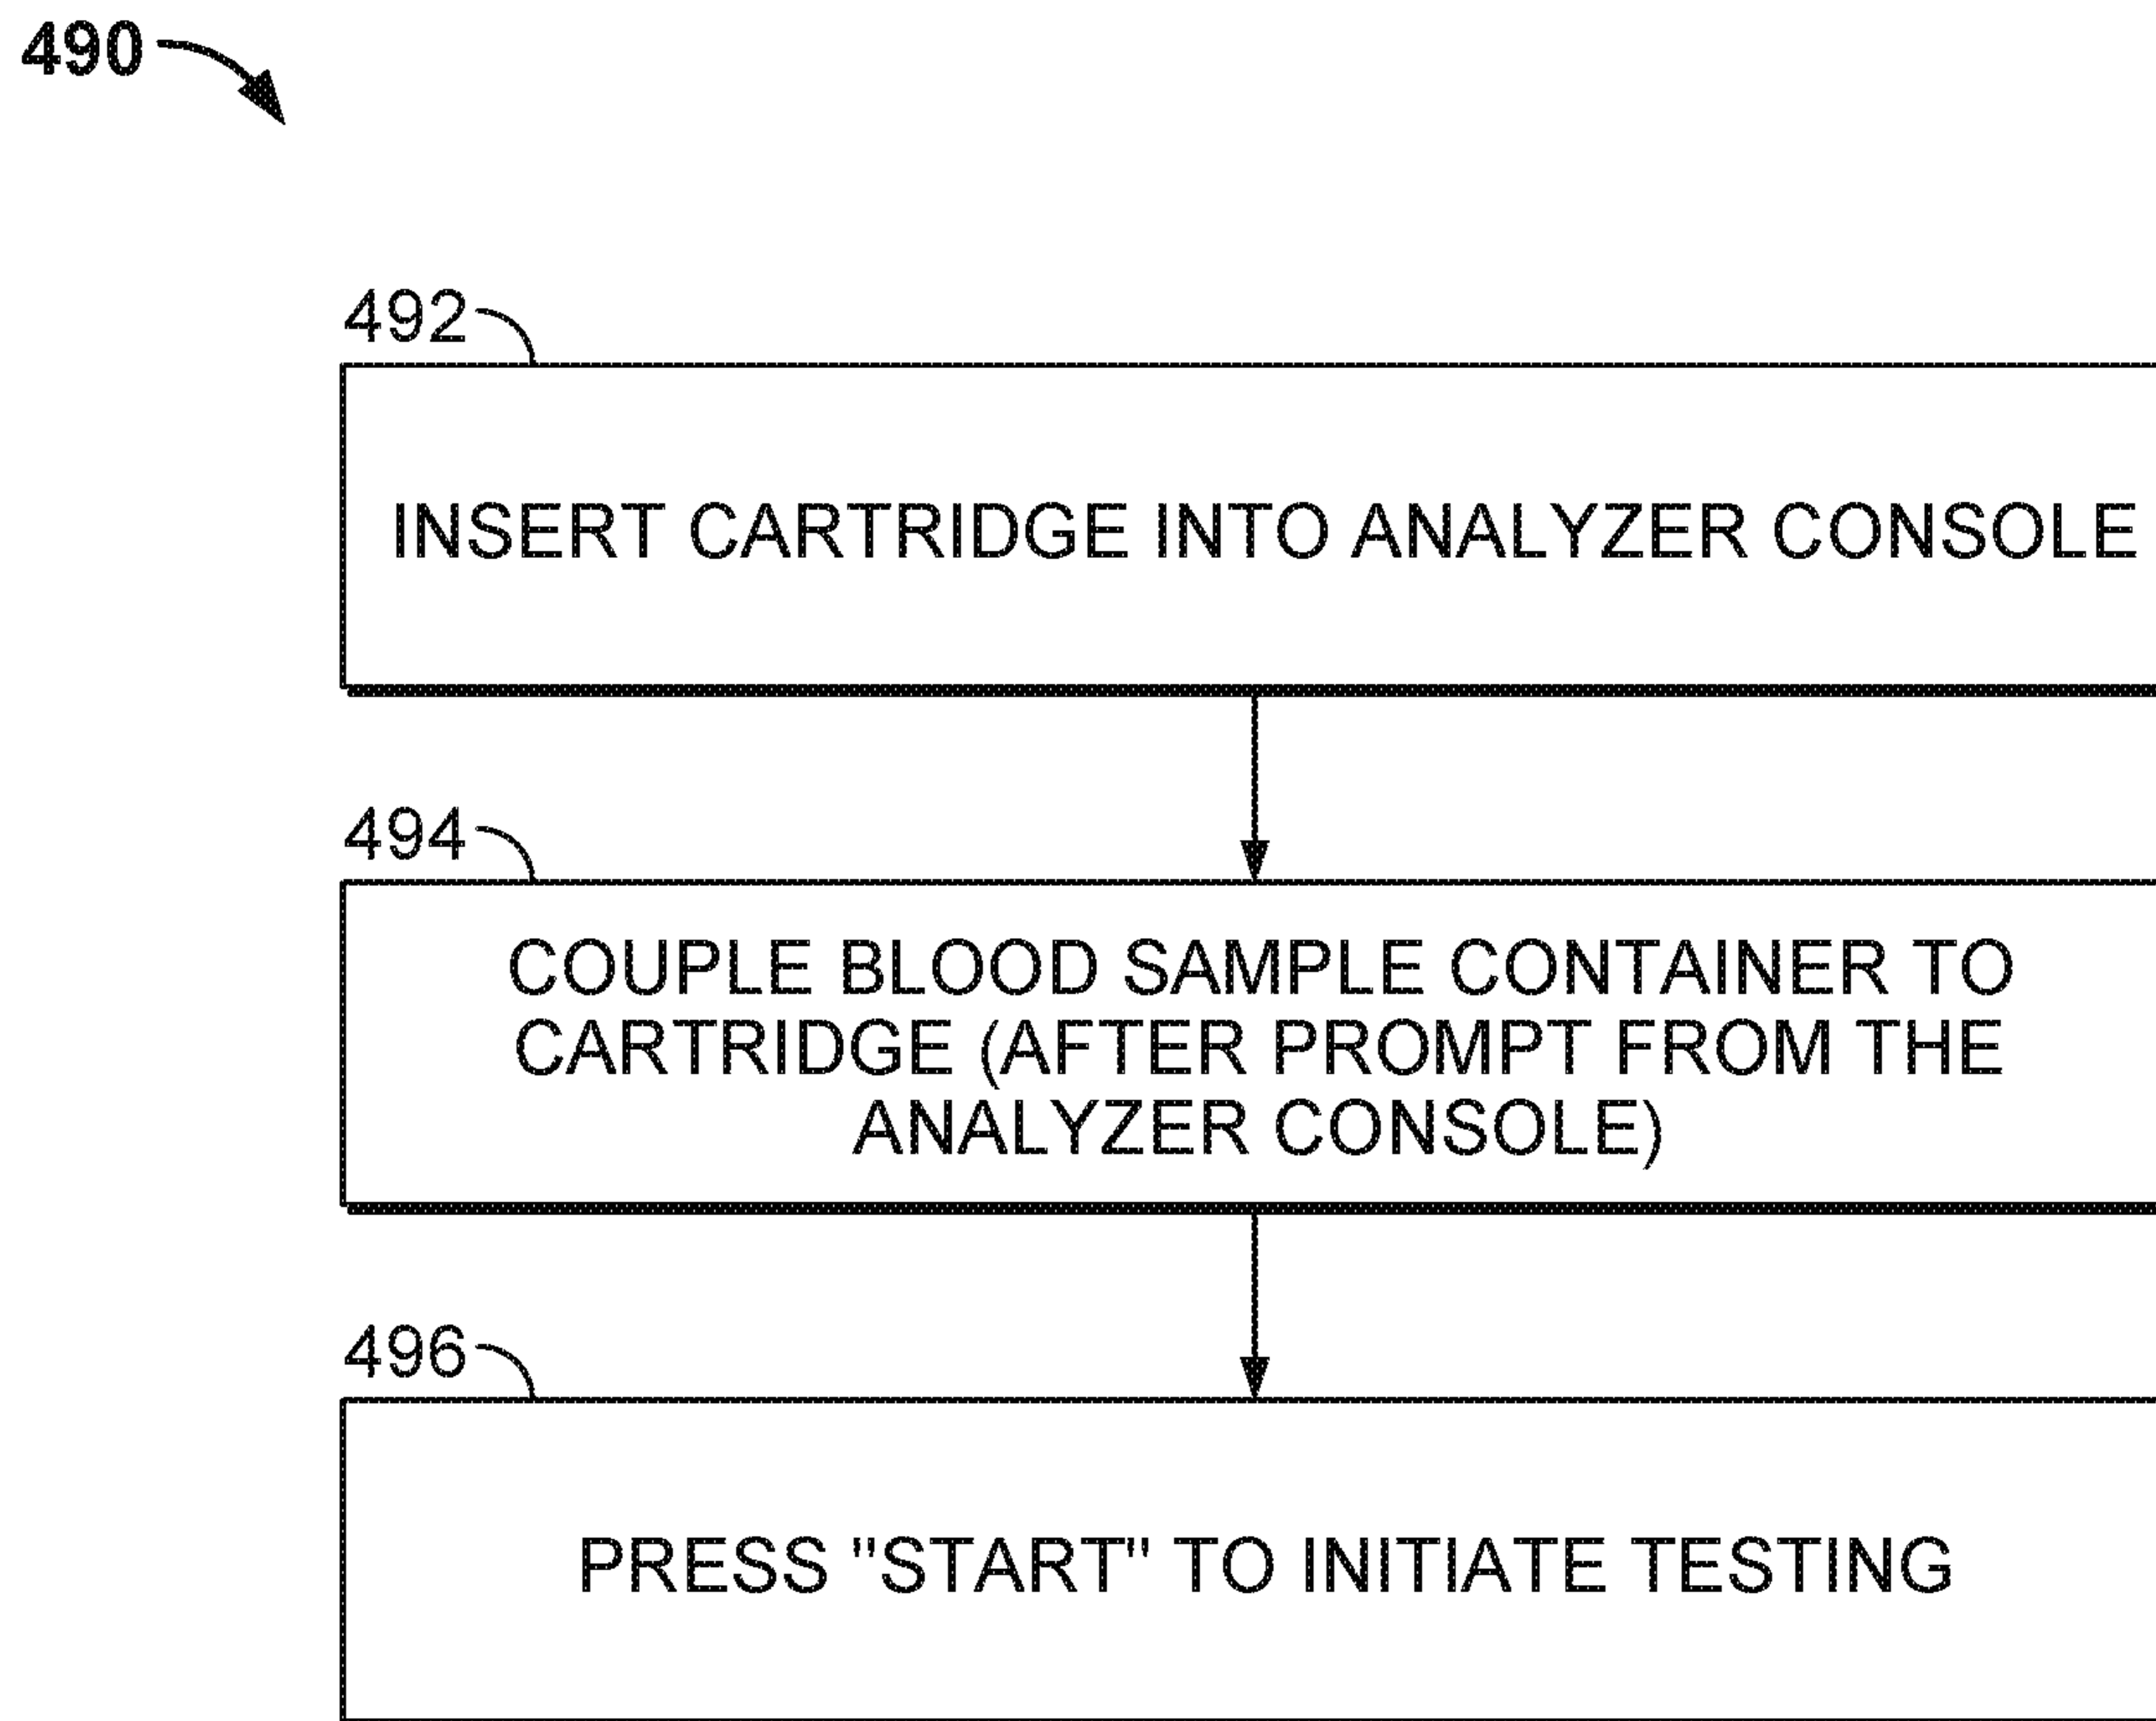 490
492
INSERT CARTRIDGE INTO ANALYZER CONSOLE
494
COUPLE BLOOD SAMPLE CONTAINER TO
CARTRIDGE (AFTER PROMPT FROM THE
ANALYZER CONSOLE)
496
PRESS "START" TO INITIATE TESTING